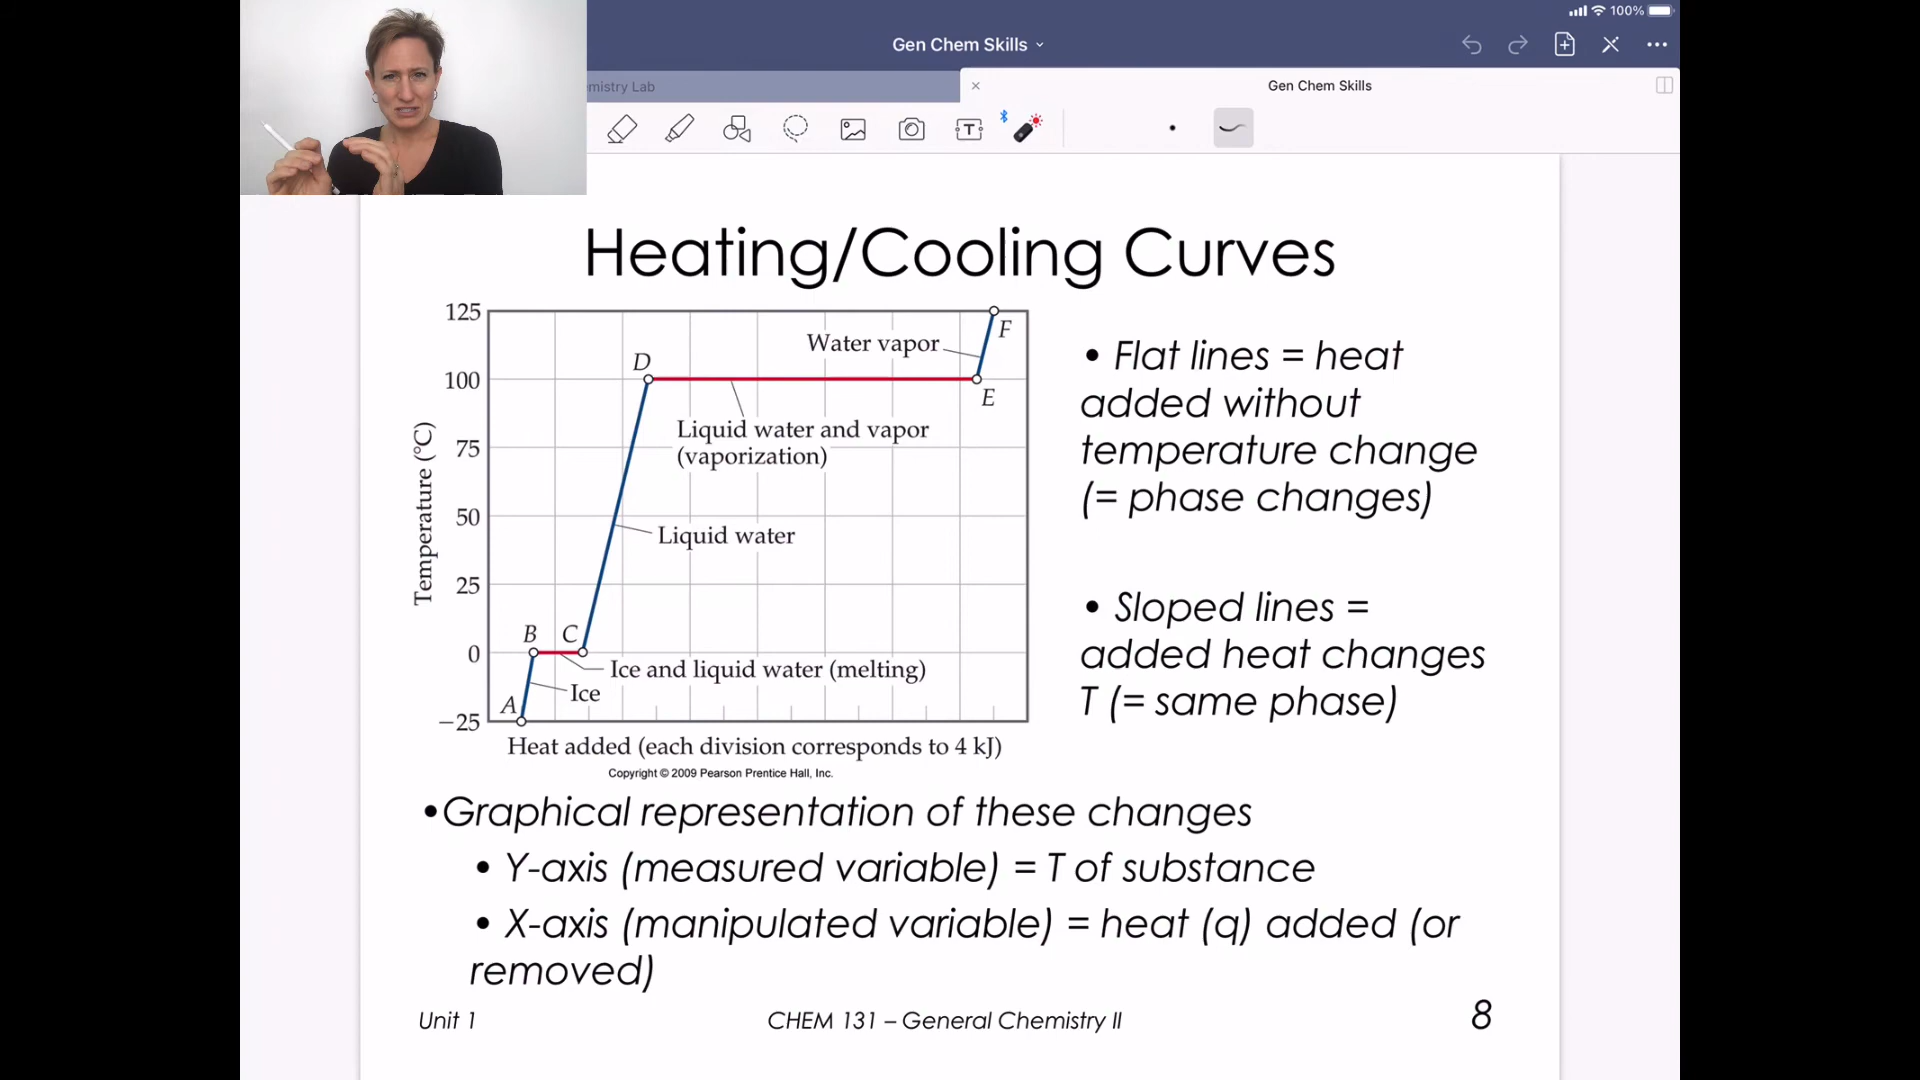 100%
Gen Chem Skills
mistry Lab
Gen Chem Skills
T
Heating/Cooling Curves
125
100
75
50
25
0
−25
Temperature (°C)
A
B
C
D
E
F
Water vapor
Liquid water and vapor
(vaporization)
Liquid water
Ice and liquid water (melting)
Ice
Heat added (each division corresponds to 4 kJ)
Copyright © 2009 Pearson Prentice Hall, Inc.
• Flat lines = heat
added without
temperature change
(= phase changes)
• Sloped lines =
added heat changes
T (= same phase)
•Graphical representation of these changes
• Y-axis (measured variable) = T of substance
• X-axis (manipulated variable) = heat (q) added (or
removed)
Unit 1
CHEM 131 – General Chemistry II
8